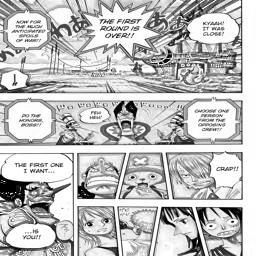 KYAAH!
IT WAS
CLOSE!
THE FIRST
ROUND IS
OVER!!
NOW FOR
THE MUCH
ANTICIPATED
SPOILS
OF WAR!!
CHOOSE ONE
PERSON
FROM THE
OPPOSING
CREW!!
FEH
HEH!
DO THE
HONORS,
BOSS!!
CRAP!!
THE FIRST ONE
I WANT...
...IS
YOU!!